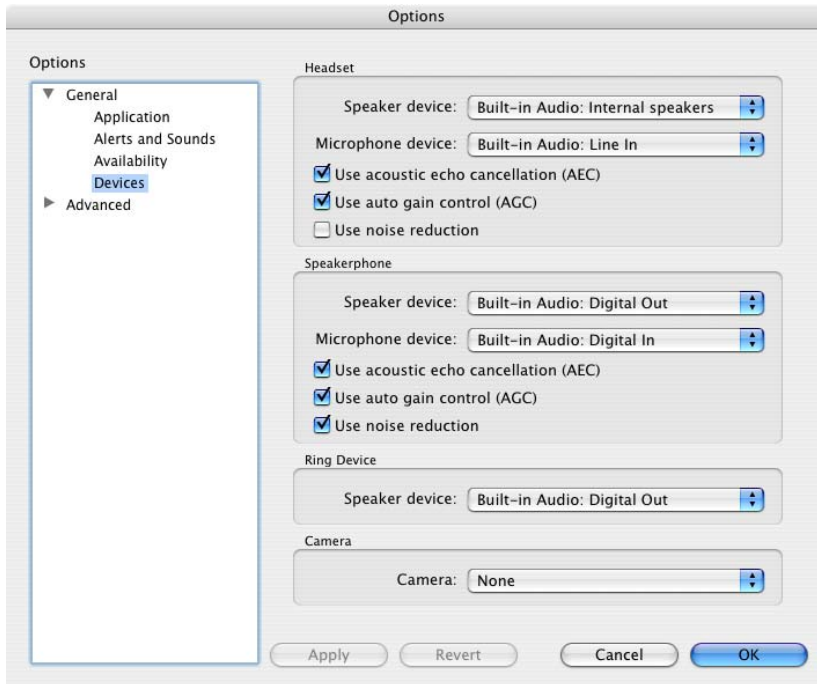 Options
Options
General
Application
Alerts and Sounds
Availability
Devices
Advanced
Headset
Speaker device: Built-in Audio: Internal speakers
Microphone device: Built-in Audio: Line In
Use acoustic echo cancellation (AEC)
Use auto gain control (AGC)
Use noise reduction
Speakerphone
Speaker device: Built-in Audio: Digital Out
Microphone device: Built-in Audio: Digital In
Use acoustic echo cancellation (AEC)
Use auto gain control (AGC)
Use noise reduction
Ring Device
Speaker device: Built-in Audio: Digital Out
Camera
Camera: None
Apply Revert Cancel OK